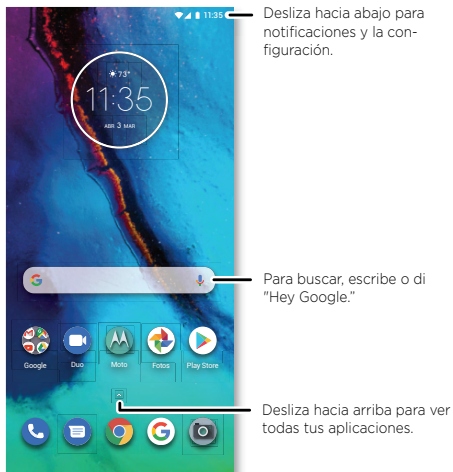 11:35
Desliza hacia abajo para
notificaciones y la con-
figuración.
73°
11:35
ABR 3 MAR
G
Para buscar, escribe o di
"Hey Google."
Google
Duo
Moto
Fotos
Play Store
Desliza hacia arriba para ver
todas tus aplicaciones.
G